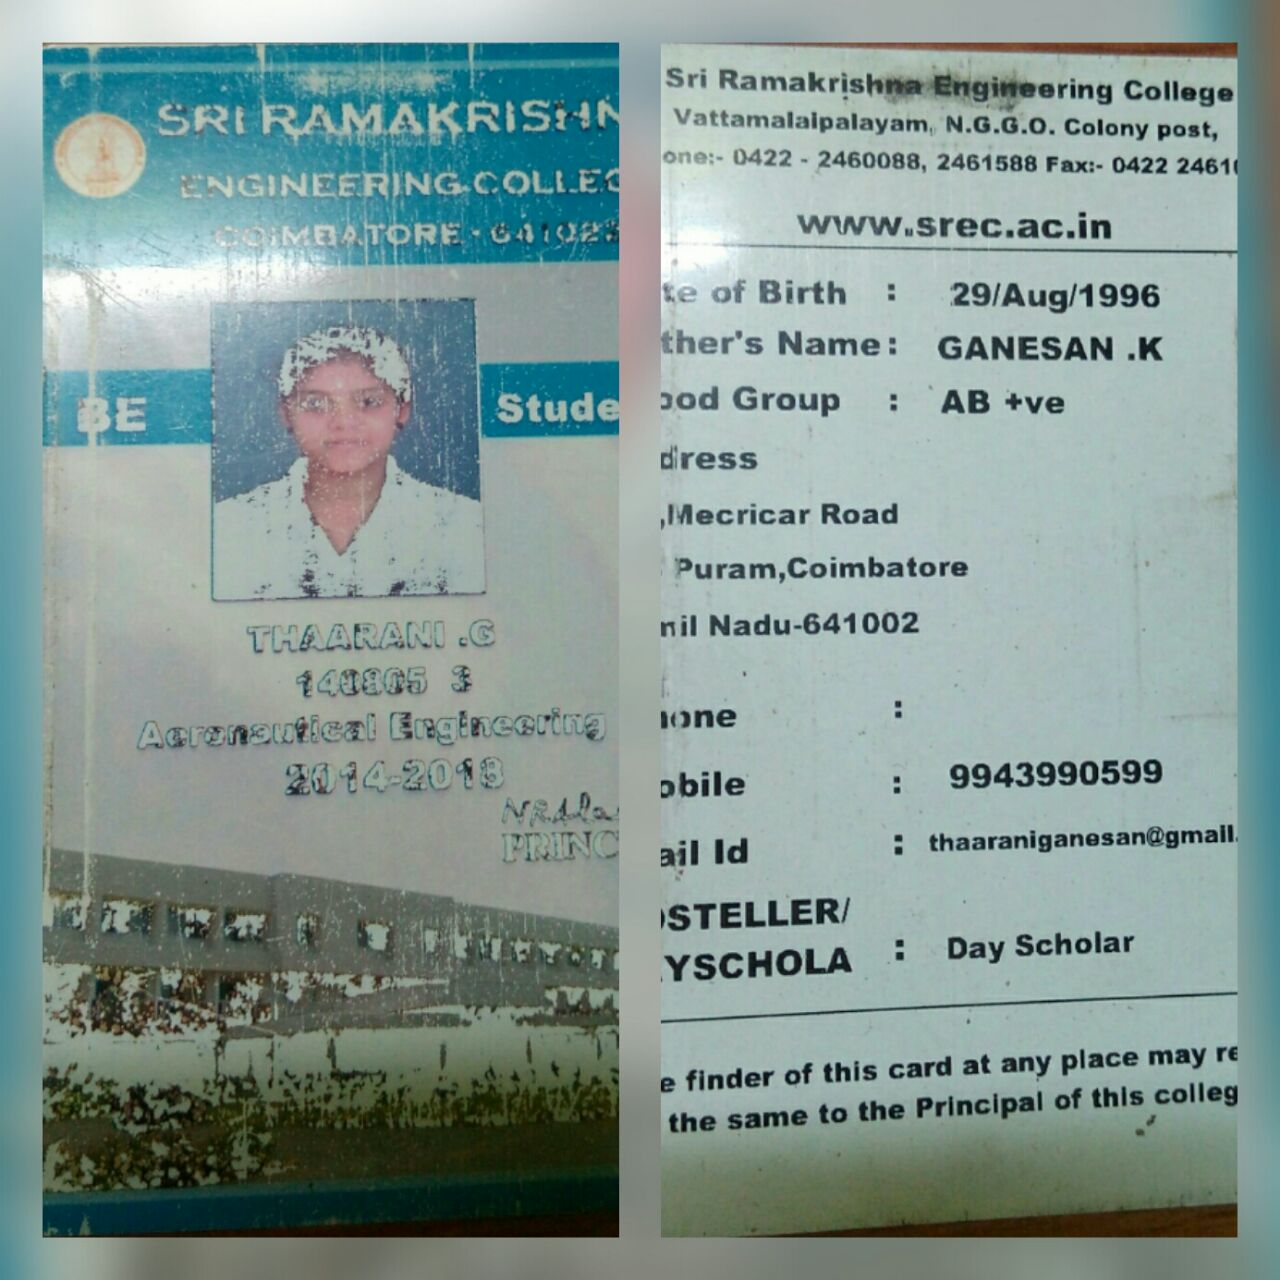 SRI RAMAKRISHN
ENGINEERING COLLEG
COIMBATORE - 641022
BE
Stude
THAARANI .G
Aeronautical Engineering
2014-2018
PRINC
Sri Ramakrishna Engineering College
Vattamalaipalayam, N.G.G.O. Colony post,
one:- 0422 - 2460088, 2461588 Fax:- 0422 2461
www.srec.ac.in
te of Birth : 29/Aug/1996
ther's Name: GANESAN .K
ood Group : AB +ve
dress
,Mecricar Road
Puram,Coimbatore
mil Nadu-641002
one :
obile : 9943990599
ail Id : thaaraniganesan@gmail.
OSTELLER/
YSCHOLA : Day Scholar
e finder of this card at any place may re
the same to the Principal of this colleg